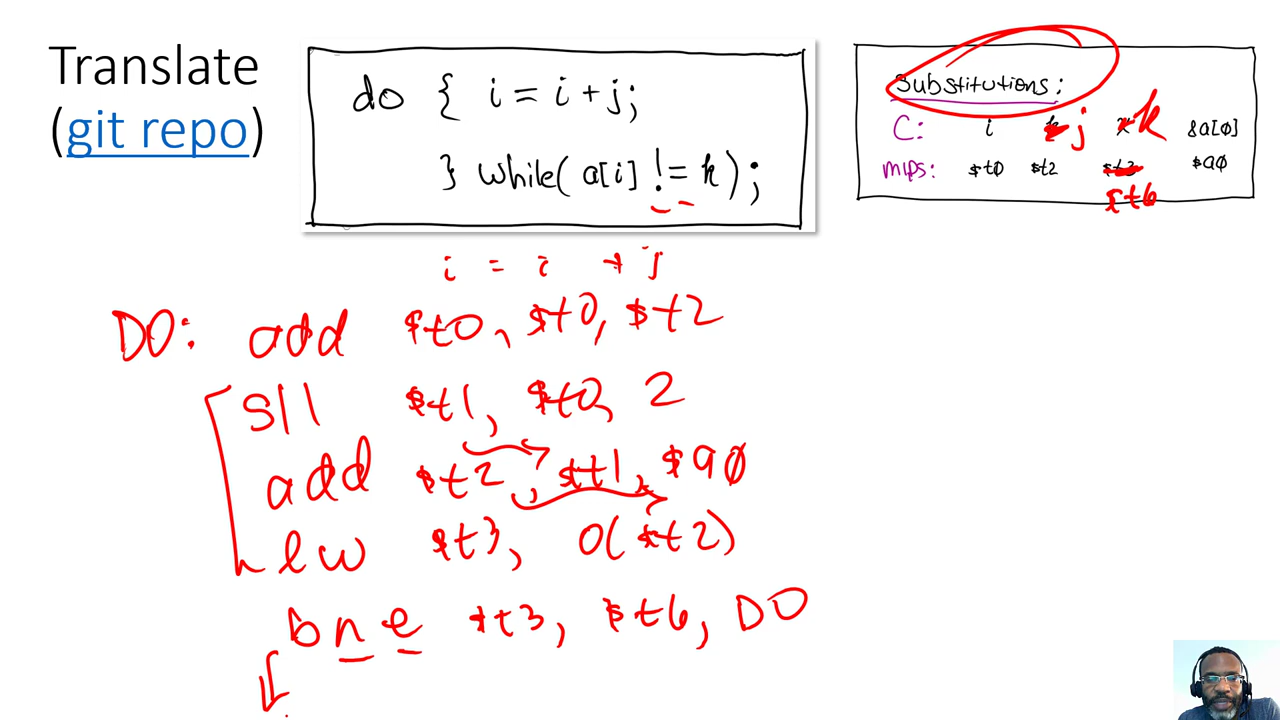 Translate
(git repo)
do { i = i + j;
} while( a[i] != k);
Substitutions:
C: i j k &a[0]
mips: $t0 $t2 $t3 $a0
$t6
i = i + j
DO: add $t0, $t0, $t2
sll $t1, $t0, 2
add $t2, $t1, $a0
lw $t3, 0($t2)
bne $t3, $t6, DO